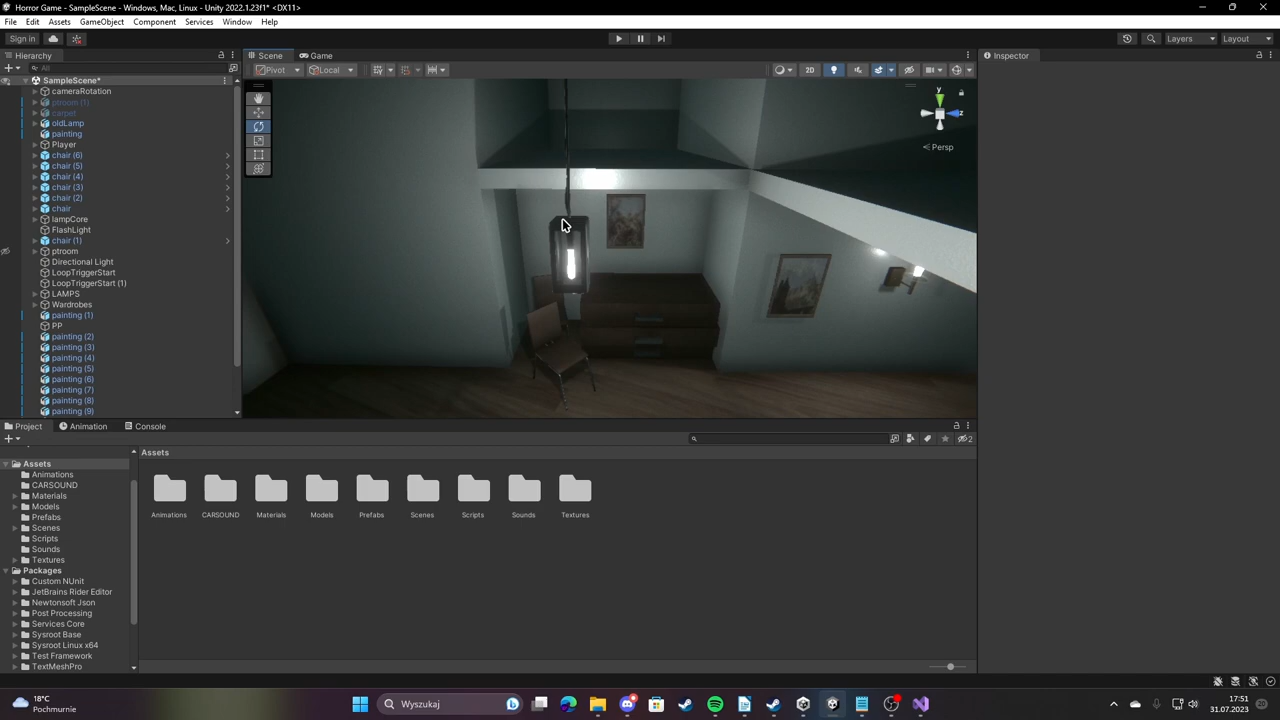 Horror Game - SampleScene - Windows, Mac, Linux - Unity 2022.1.23f1* <DX11>
File Edit Assets GameObject Component Services Window Help
Sign in Layers Layout
Hierarchy
Scene Game
Inspector
All
Pivot Local 2D
SampleScene*
cameraRotation
ptroom (1)
carpet
oldLamp
painting
Player
chair (6)
chair (5)
chair (4)
chair (3)
chair (2)
chair
lampCore
FlashLight
chair (1)
ptroom
Directional Light
LoopTriggerStart
LoopTriggerStart (1)
LAMPS
Wardrobes
painting (1)
PP
painting (2)
painting (3)
painting (4)
painting (5)
painting (6)
painting (7)
painting (8)
painting (9)
y
z
Persp
Project Animation Console
2
Assets
Animations
CARSOUND
Materials
Models
Prefabs
Scenes
Scripts
Sounds
Textures
Packages
Custom NUnit
JetBrains Rider Editor
Newtonsoft Json
Post Processing
Services Core
Sysroot Base
Sysroot Linux x64
Test Framework
TextMeshPro
Assets
Animations CARSOUND Materials Models Prefabs Scenes Scripts Sounds Textures
18°C
Pochmurnie
Wyszukaj
17:51
31.07.2023